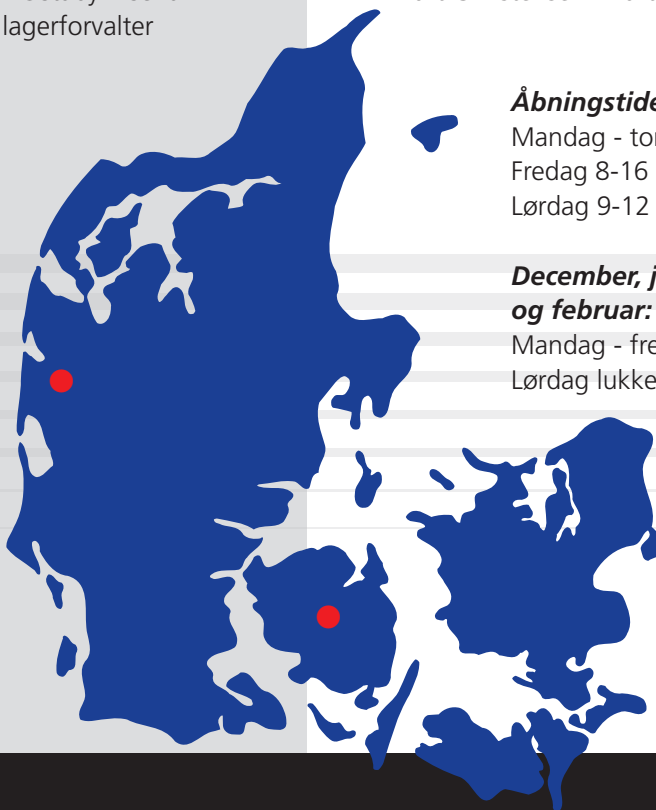 lagerforvalter
Åbningstide
Mandag - tor
Fredag 8-16
Lørdag 9-12
December, j
og februar:
Mandag - fre
Lørdag lukke